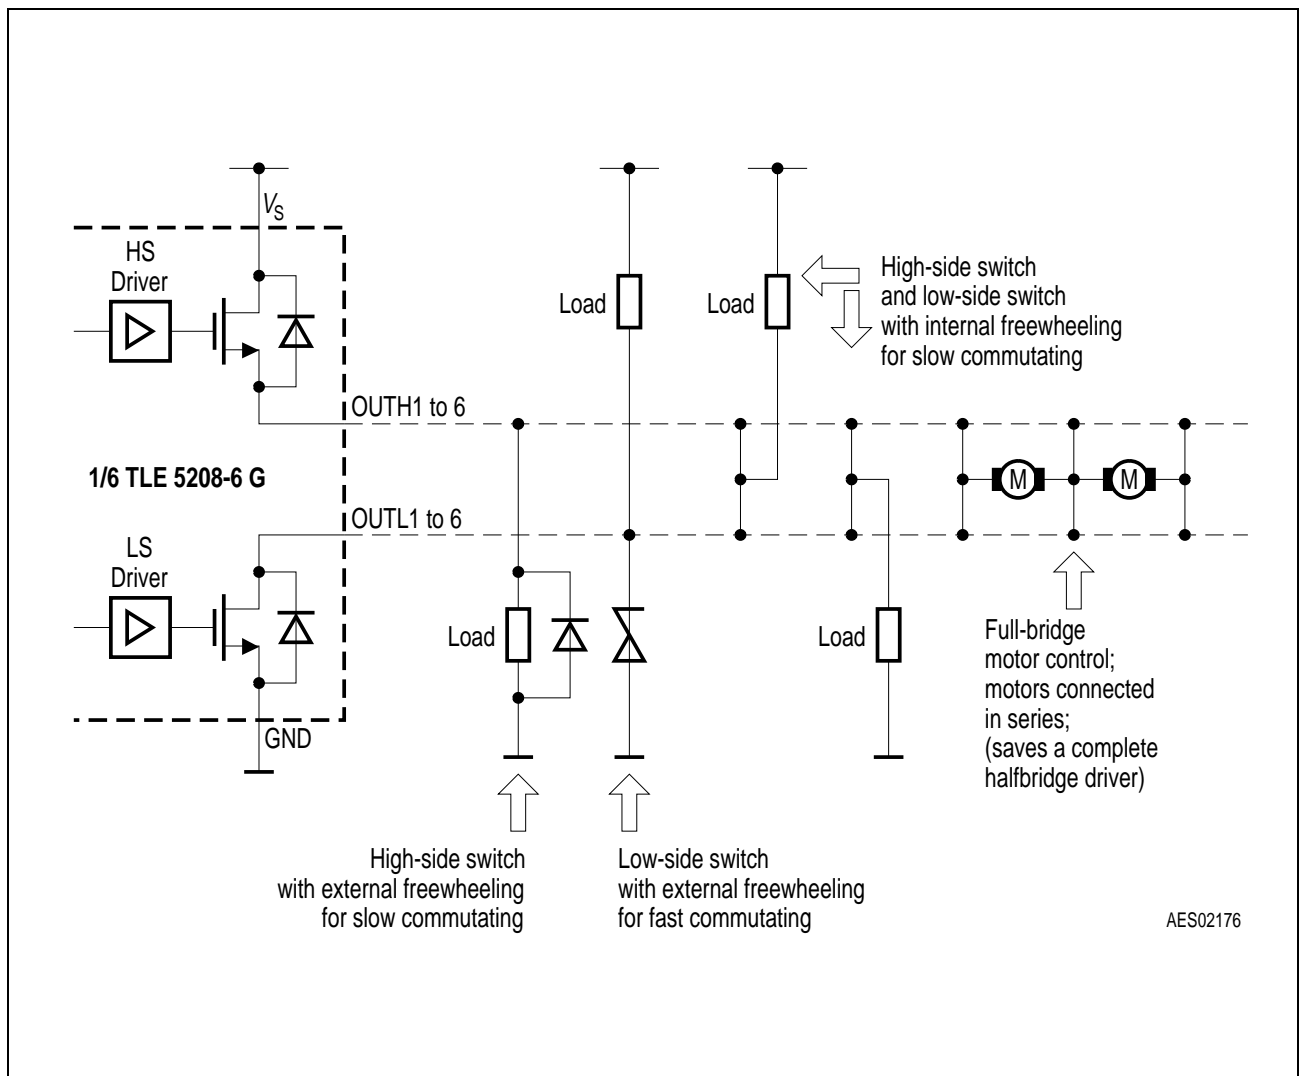 VS
HS
Driver
Load
Load
High-side switch
and low-side switch
with internal freewheeling
for slow commutating
OUTH1 to 6
1/6 TLE 5208-6 G
M
M
OUTL1 to 6
LS
Driver
Load
Load
Full-bridge
motor control;
motors connected
in series;
(saves a complete
halfbridge driver)
GND
High-side switch
with external freewheeling
for slow commutating
Low-side switch
with external freewheeling
for fast commutating
AES02176